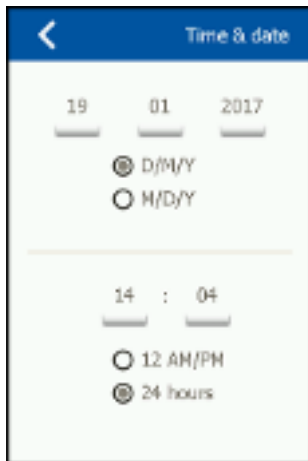 Time & date
19 01 2017
D/M/Y
M/D/Y
14 : 04
12 AM/PM
24 hours